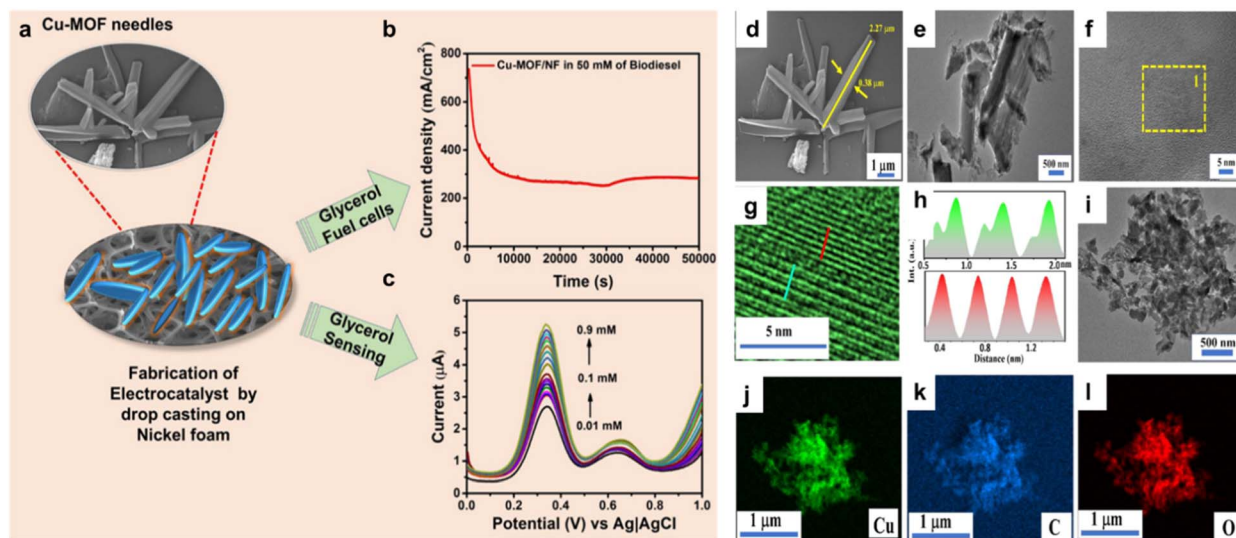 a
Cu-MOF needles
Fabrication of
Electrocatalyst by
drop casting on
Nickel foam
Glycerol
Fuel cells
Glycerol
Sensing
b
Current density (mA/cm²)
800
600
400
200
0
Cu-MOF/NF in 50 mM of Biodiesel
0 10000 20000 30000 40000 50000
Time (s)
c
Current (µA)
6
5
4
3
2
1
0
0.9 mM
0.1 mM
0.01 mM
0.0 0.2 0.4 0.6 0.8 1.0
Potential (V) vs Ag|AgCl
d
2.27 µm
0.38 µm
1 µm
e
500 nm
f
1
5 nm
g
5 nm
h
Int. (a.u.)
0.5 1.0 1.5 2.0nm
0.4 0.8 1.2
Distance (nm)
i
500 nm
j
1 µm
Cu
k
1 µm
C
l
1 µm
O